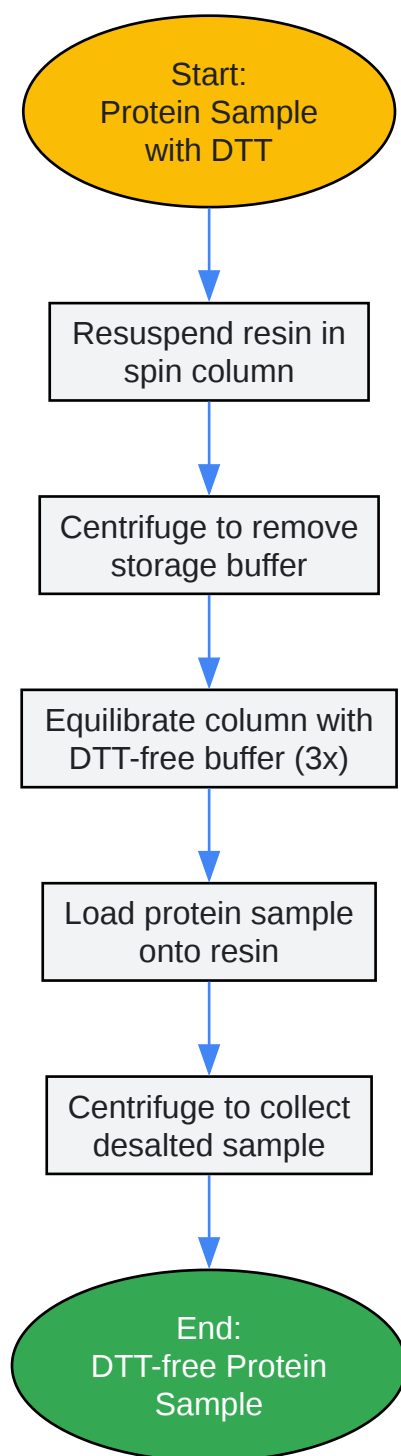 Start:
Protein Sample
with DTT
Resuspend resin in
spin column
Centrifuge to remove
storage buffer
Equilibrate column with
DTT-free buffer (3x)
Load protein sample
onto resin
Centrifuge to collect
desalted sample
End:
DTT-free Protein
Sample